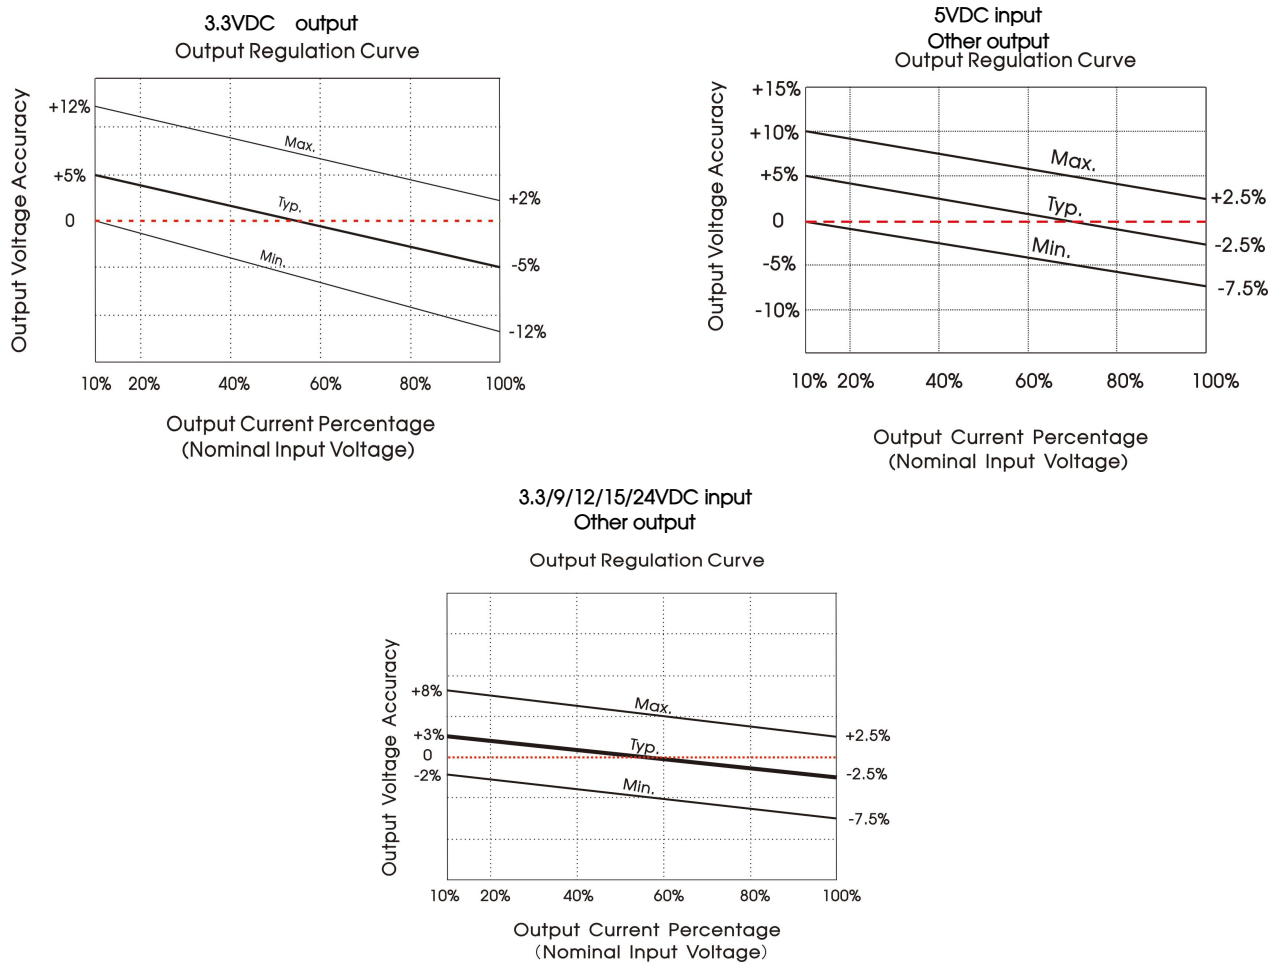 3.3VDC output
Output Regulation Curve
Output Voltage Accuracy
+12%
+5%
0
Max.
Typ.
Min.
+2%
-5%
-12%
10% 20% 40% 60% 80% 100%
Output Current Percentage
(Nominal Input Voltage)
5VDC input
Other output
Output Regulation Curve
Output Voltage Accuracy
+15%
+10%
+5%
0
-5%
-10%
Max.
Typ.
Min.
+2.5%
-2.5%
-7.5%
10% 20% 40% 60% 80% 100%
Output Current Percentage
(Nominal Input Voltage)
3.3/9/12/15/24VDC input
Other output
Output Regulation Curve
Output Voltage Accuracy
+8%
+3%
0
-2%
Max.
Typ.
Min.
+2.5%
-2.5%
-7.5%
10% 20% 40% 60% 80% 100%
Output Current Percentage
(Nominal Input Voltage)